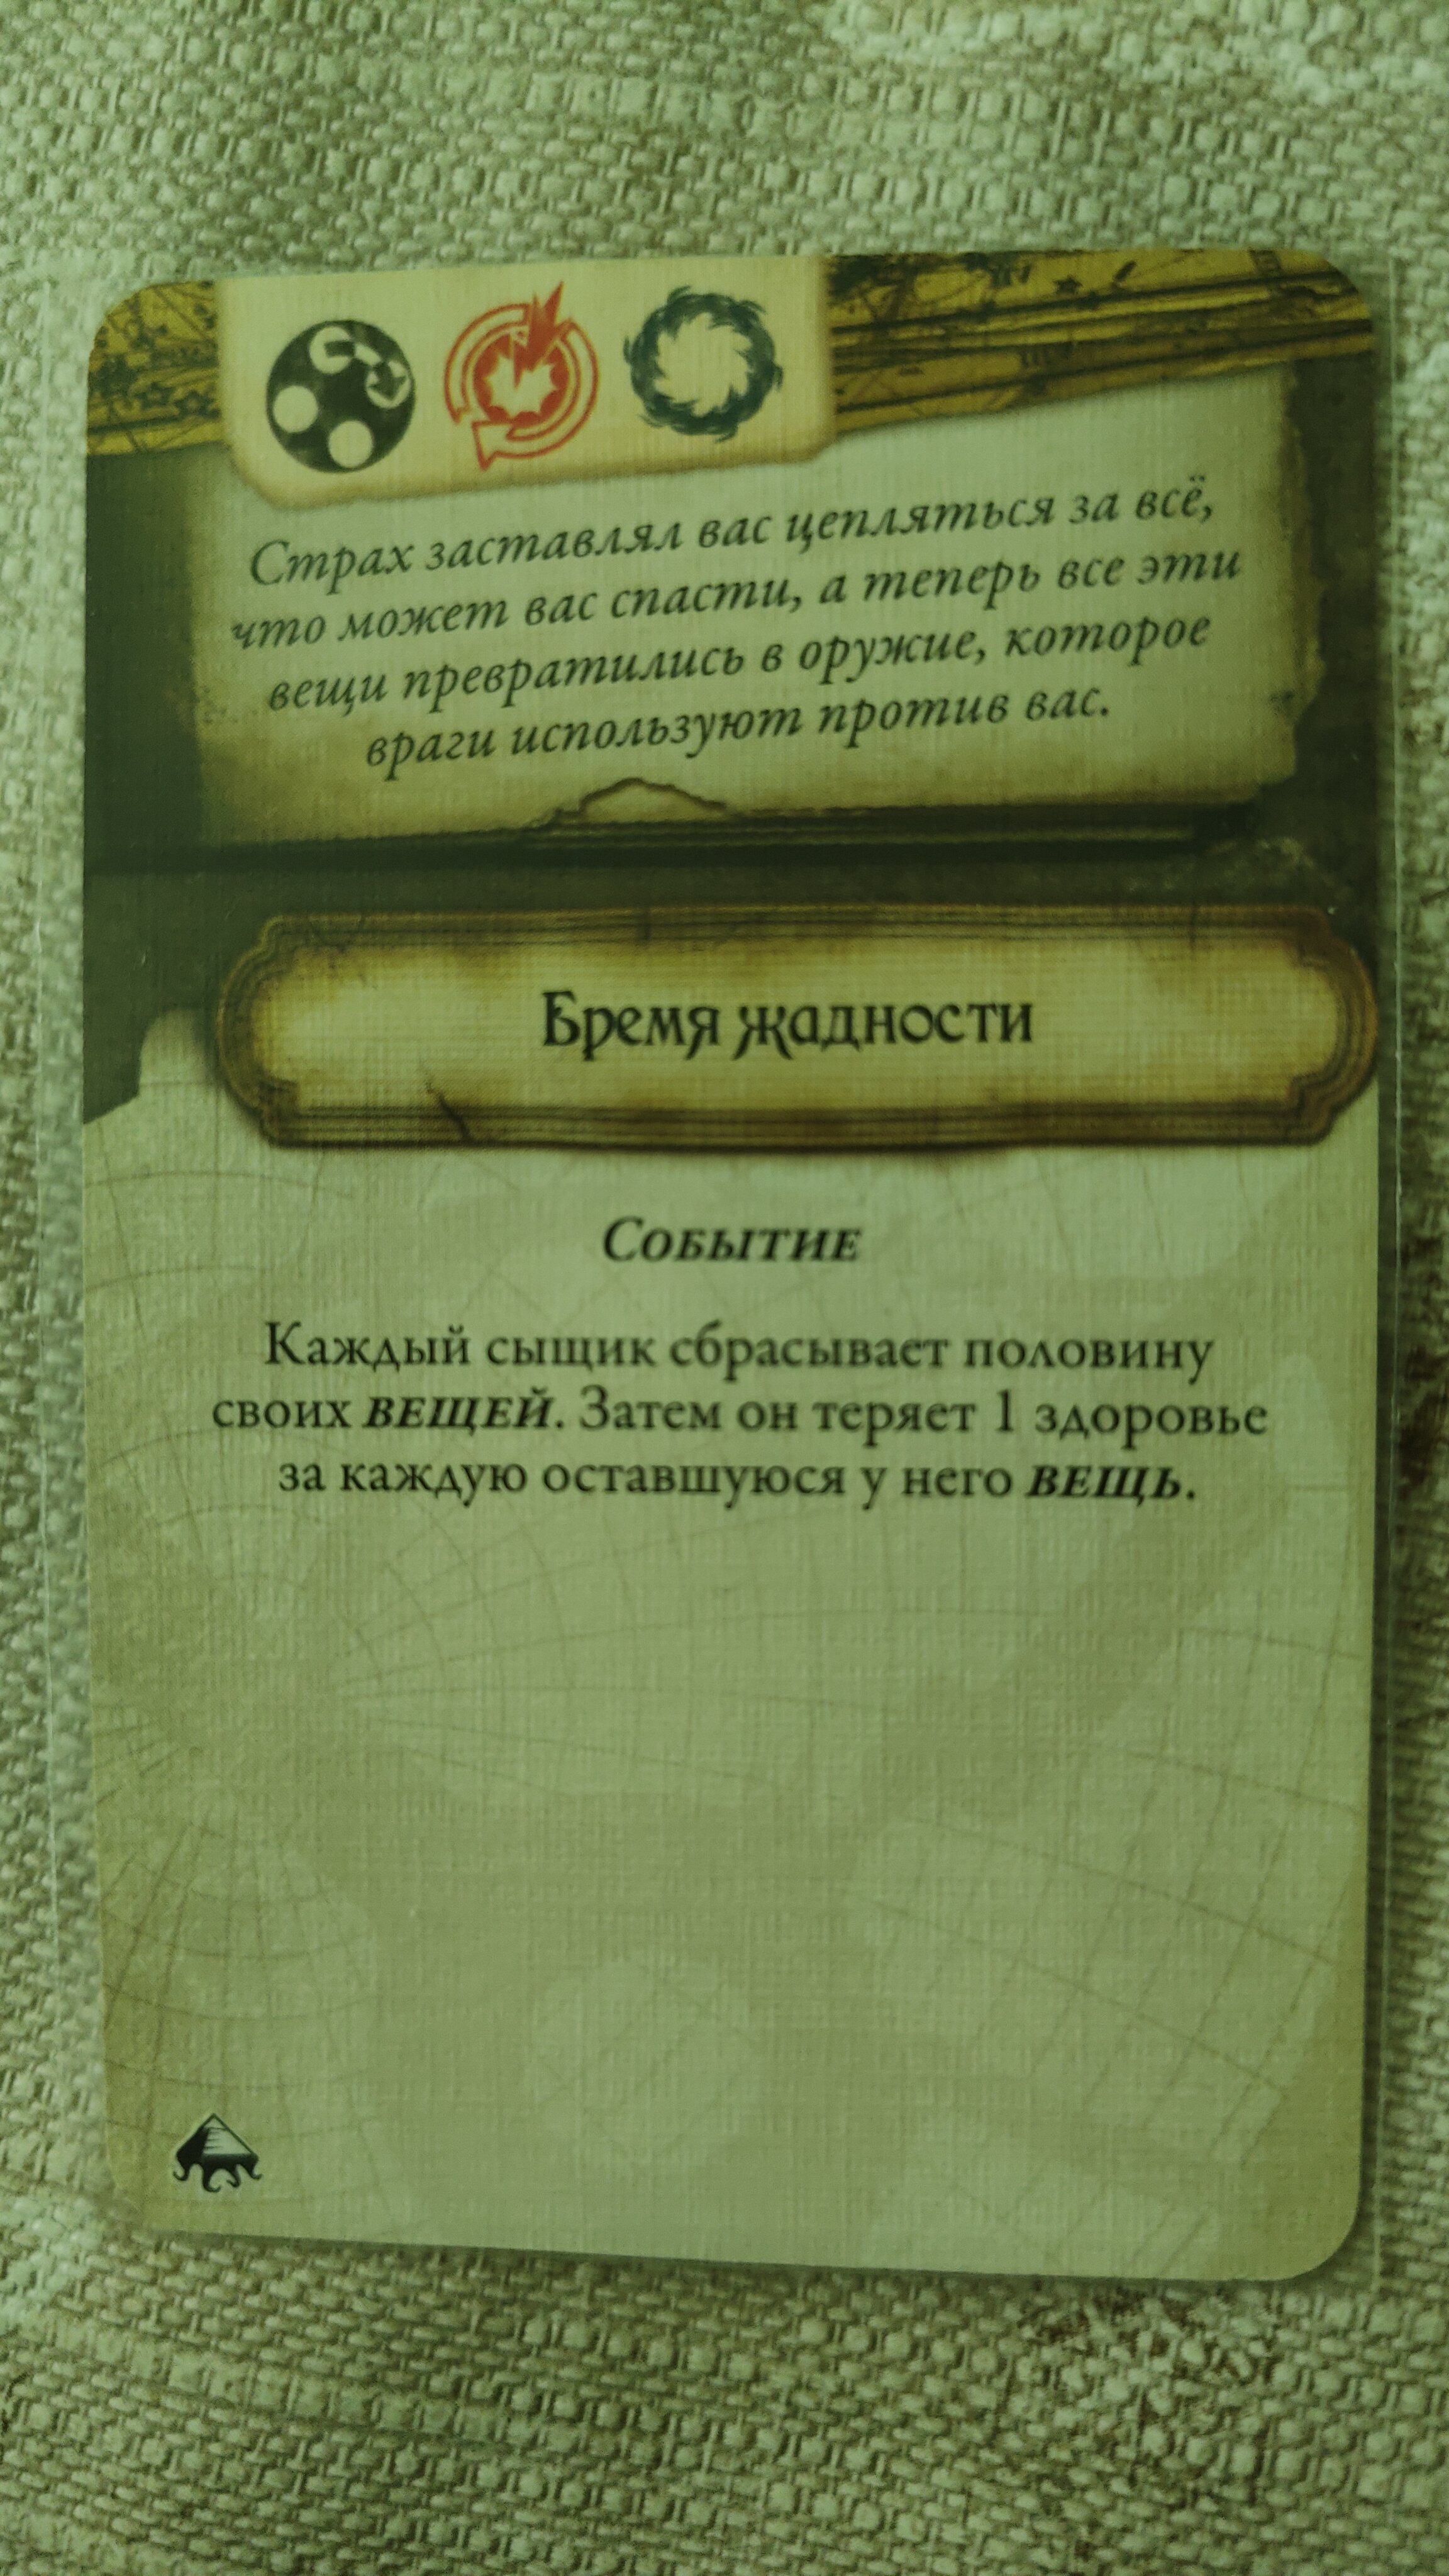 Страх заставлял вас цепляться за всё,
что может вас спасти, а теперь все эти
вещи превратились в оружие, которое
враги используют против вас.
Бремя жадности
Событие
Каждый сыщик сбрасывает половину
своих ВЕЩЕЙ. Затем он теряет 1 здоровье
за каждую оставшуюся у него ВЕЩЬ.